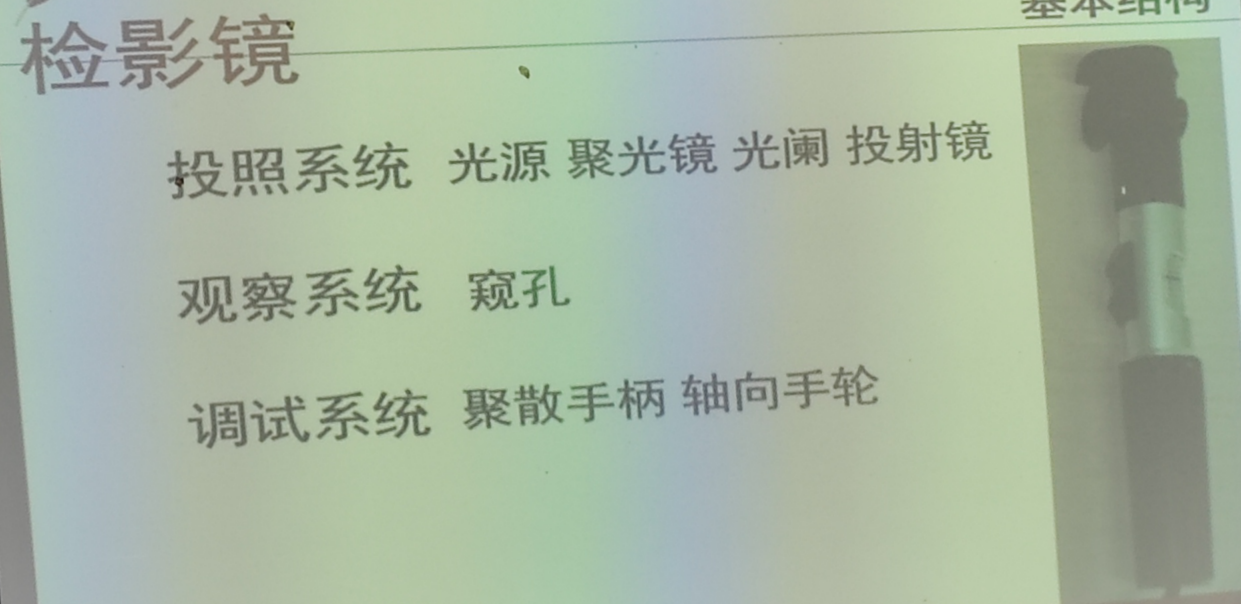 基本结构
检影镜
投照系统 光源 聚光镜 光阑 投射镜
观察系统 窥孔
调试系统 聚散手柄 轴向手轮